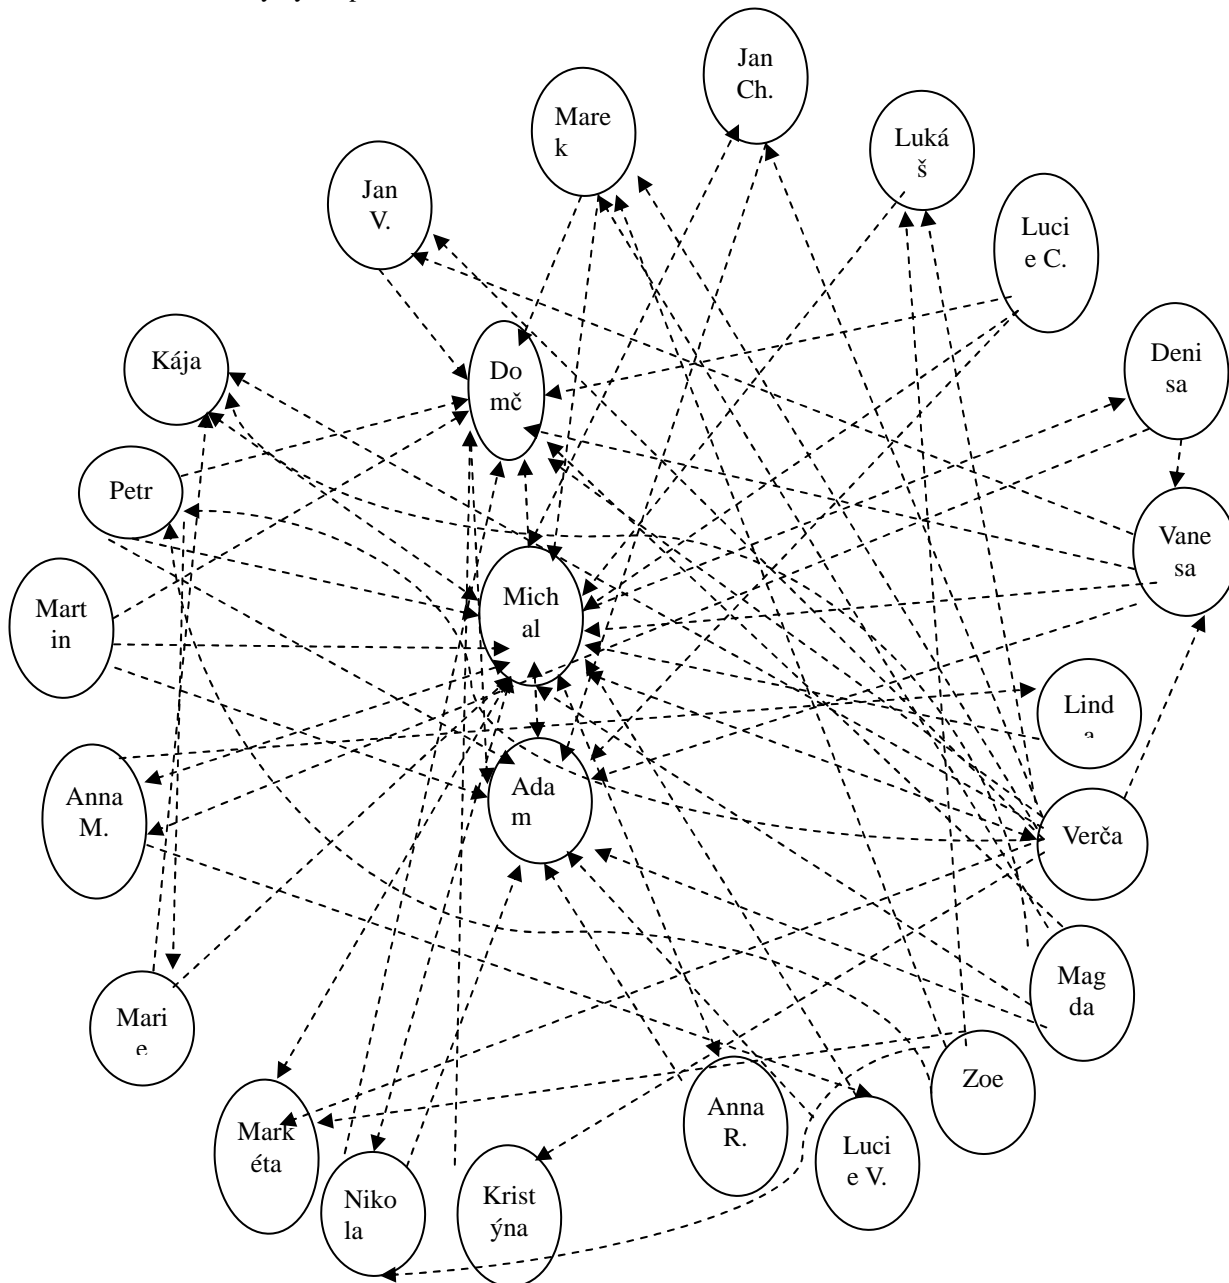 Jan
Ch.
Mare
k
Luká
š
Jan
V.
Luci
e C.
Kája
Do
mč
Deni
sa
Petr
Vane
sa
Mich
al
Mart
in
Lind
Anna
M.
Ada
m
Verča
Mari
e
Mag
da
Zoe
Mark
éta
Anna
R.
Luci
e V.
Niko
la
Krist
ýna